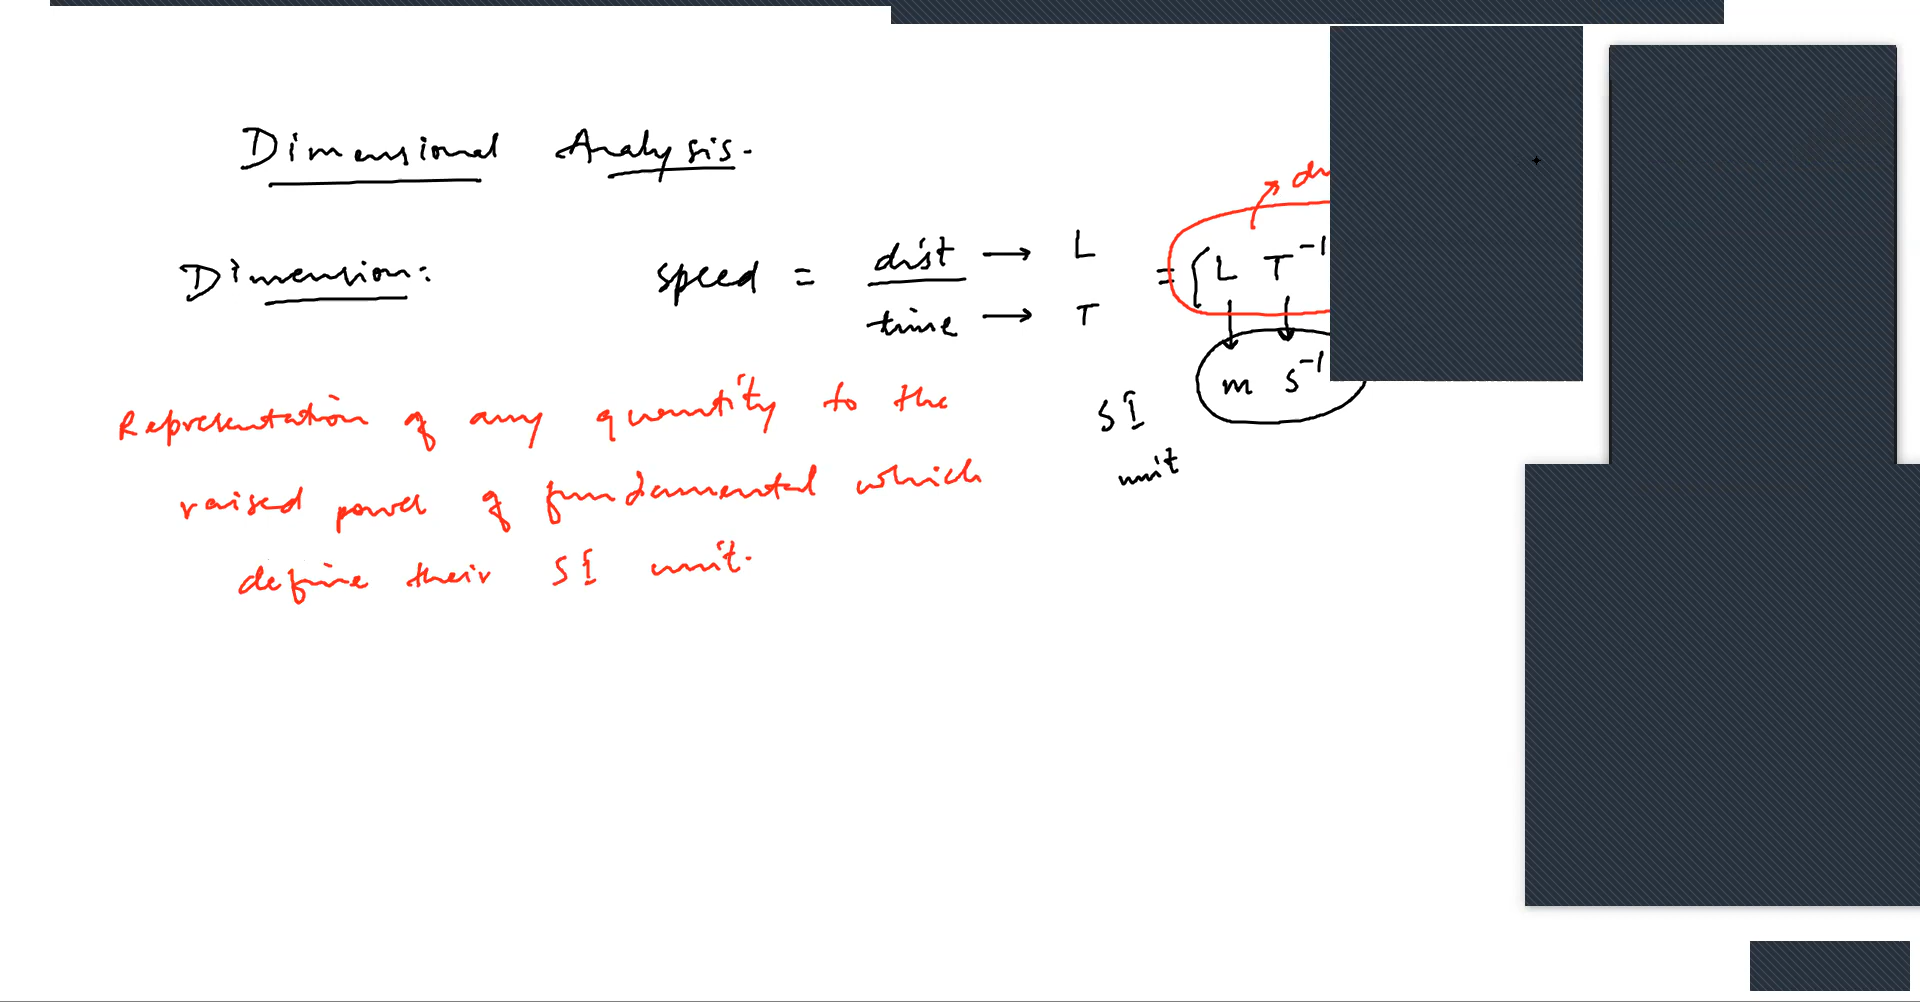 Dimensional Analysis.
Dimension:
speed = dist → L = [L T⁻¹
time → T
m s⁻¹
SI
unit
Representation of any quantity to the
raised power of fundamental which
define their SI unit.